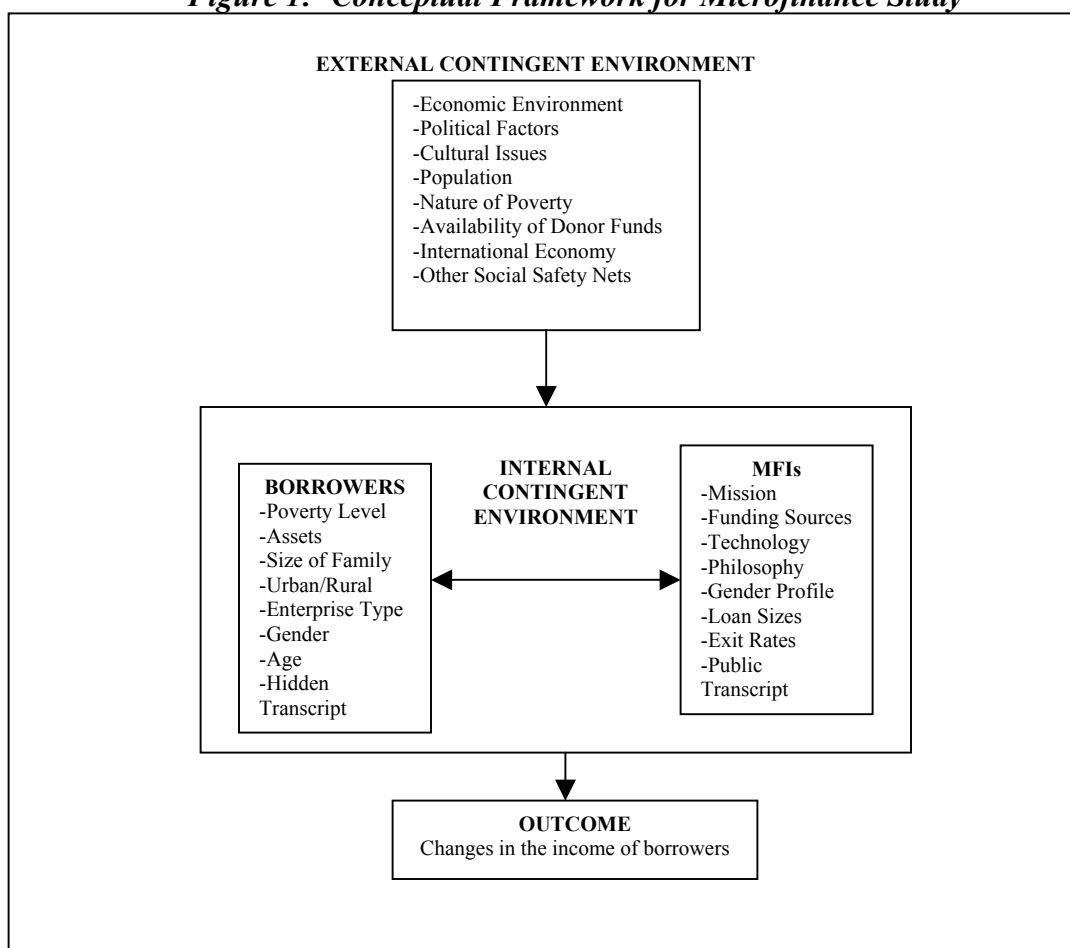 Figure 1: Conceptual Framework for Microfinance Study
EXTERNAL CONTINGENT ENVIRONMENT
-Economic Environment
-Political Factors
-Cultural Issues
-Population
-Nature of Poverty
-Availability of Donor Funds
-International Economy
-Other Social Safety Nets
BORROWERS
-Poverty Level
-Assets
-Size of Family
-Urban/Rural
-Enterprise Type
-Gender
-Age
-Hidden
Transcript
INTERNAL
CONTINGENT
ENVIRONMENT
MFIs
-Mission
-Funding Sources
-Technology
-Philosophy
-Gender Profile
-Loan Sizes
-Exit Rates
-Public
Transcript
OUTCOME
Changes in the income of borrowers